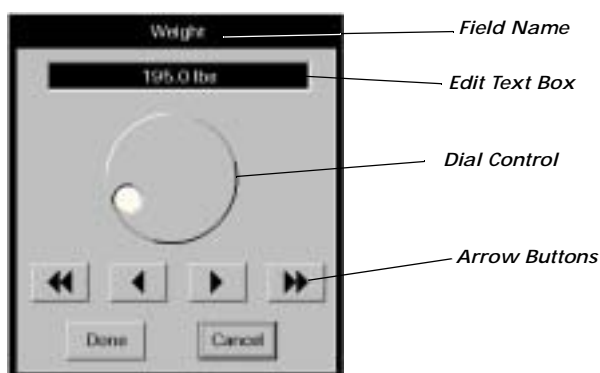 Weight
Field Name
195.0 lbs
Edit Text Box
Dial Control
Arrow Buttons
Done
Cancel